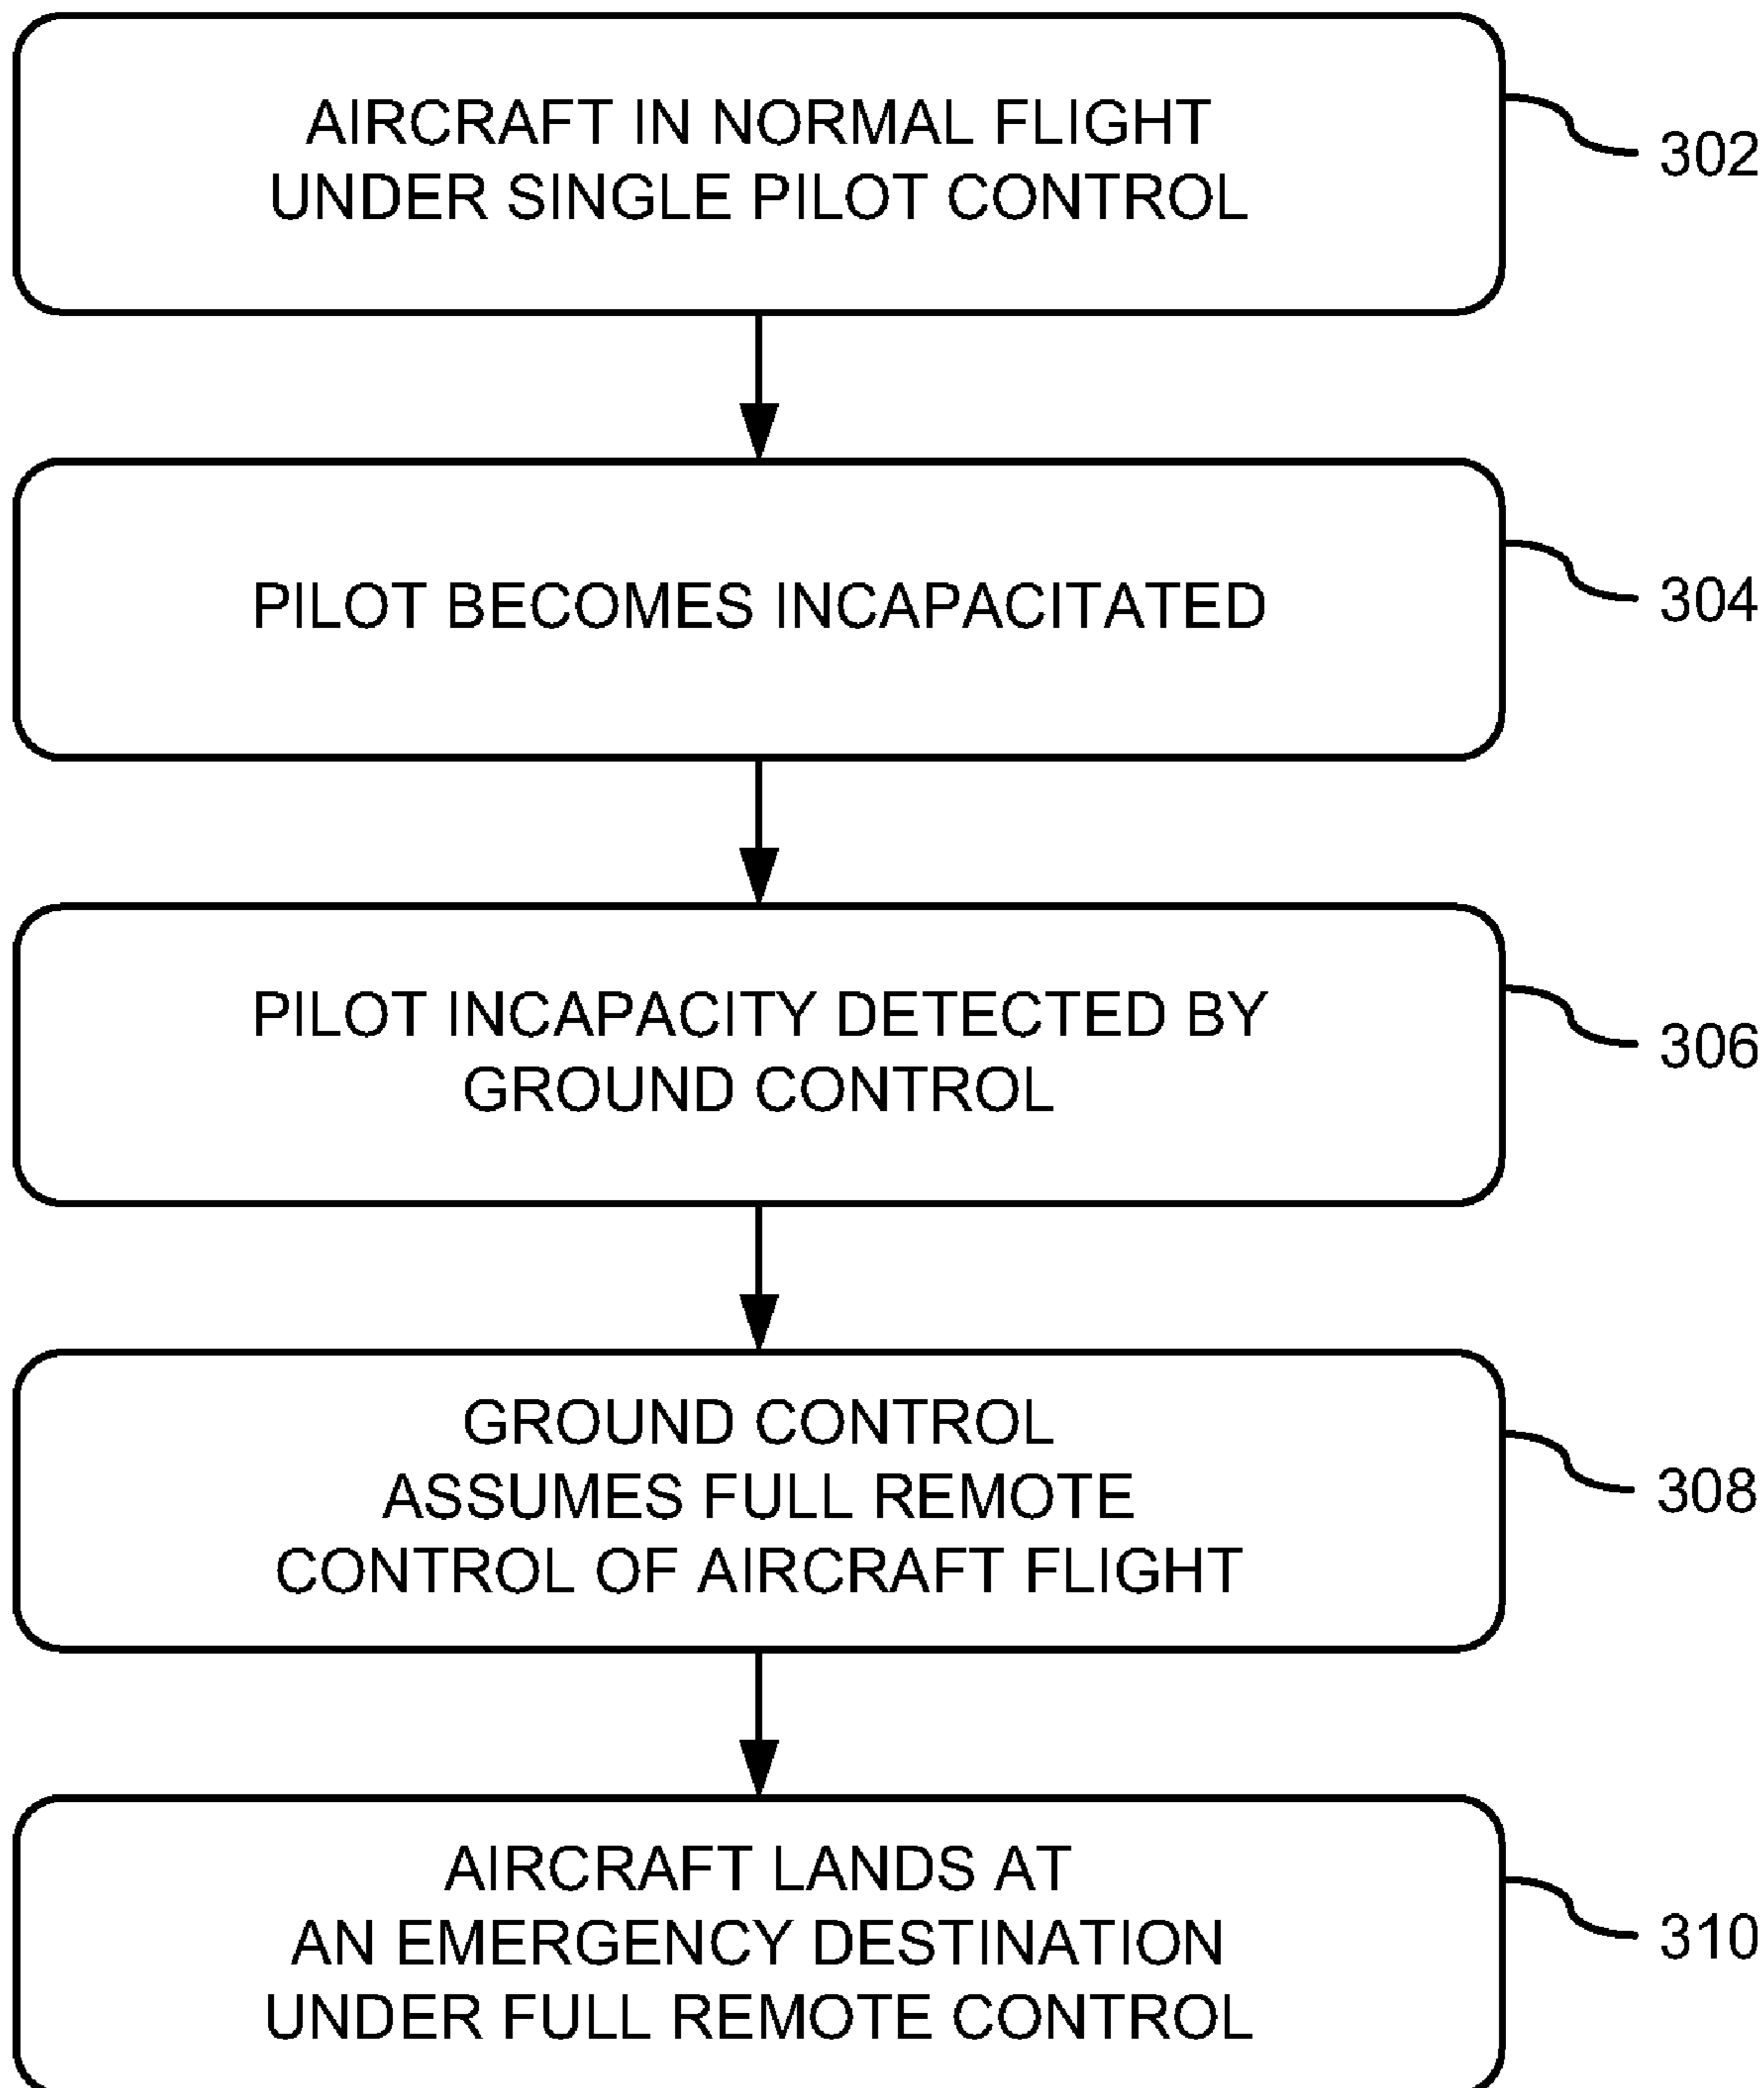 AIRCRAFT IN NORMAL FLIGHT
UNDER SINGLE PILOT CONTROL
302
PILOT BECOMES INCAPACITATED
304
PILOT INCAPACITY DETECTED BY
GROUND CONTROL
306
GROUND CONTROL
ASSUMES FULL REMOTE
CONTROL OF AIRCRAFT FLIGHT
308
AIRCRAFT LANDS AT
AN EMERGENCY DESTINATION
UNDER FULL REMOTE CONTROL
310